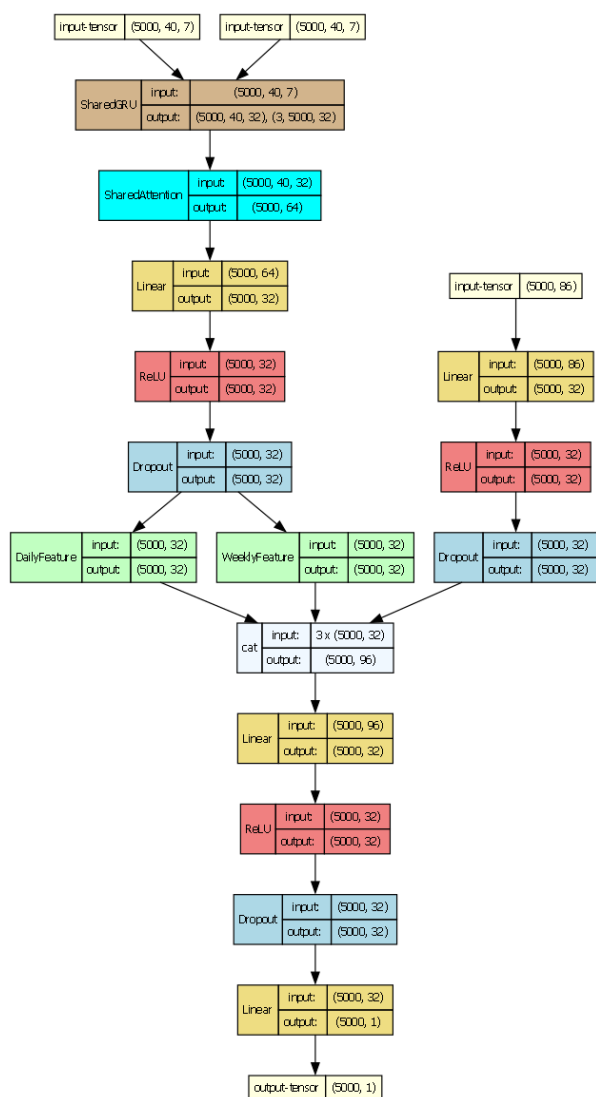 input-tensor (5000, 40, 7)
input-tensor (5000, 40, 7)
SharedGRU
input: (5000, 40, 7)
output: (5000, 40, 32), (3, 5000, 32)
SharedAttention
input: (5000, 40, 32)
output: (5000, 64)
Linear
input: (5000, 64)
output: (5000, 32)
input-tensor (5000, 86)
ReLU
input: (5000, 32)
output: (5000, 32)
Linear
input: (5000, 86)
output: (5000, 32)
Dropout
input: (5000, 32)
output: (5000, 32)
ReLU
input: (5000, 32)
output: (5000, 32)
DailyFeature
input: (5000, 32)
output: (5000, 32)
WeeklyFeature
input: (5000, 32)
output: (5000, 32)
Dropout
input: (5000, 32)
output: (5000, 32)
cat
input: 3 x (5000, 32)
output: (5000, 96)
Linear
input: (5000, 96)
output: (5000, 32)
ReLU
input: (5000, 32)
output: (5000, 32)
Dropout
input: (5000, 32)
output: (5000, 32)
Linear
input: (5000, 32)
output: (5000, 1)
output-tensor (5000, 1)